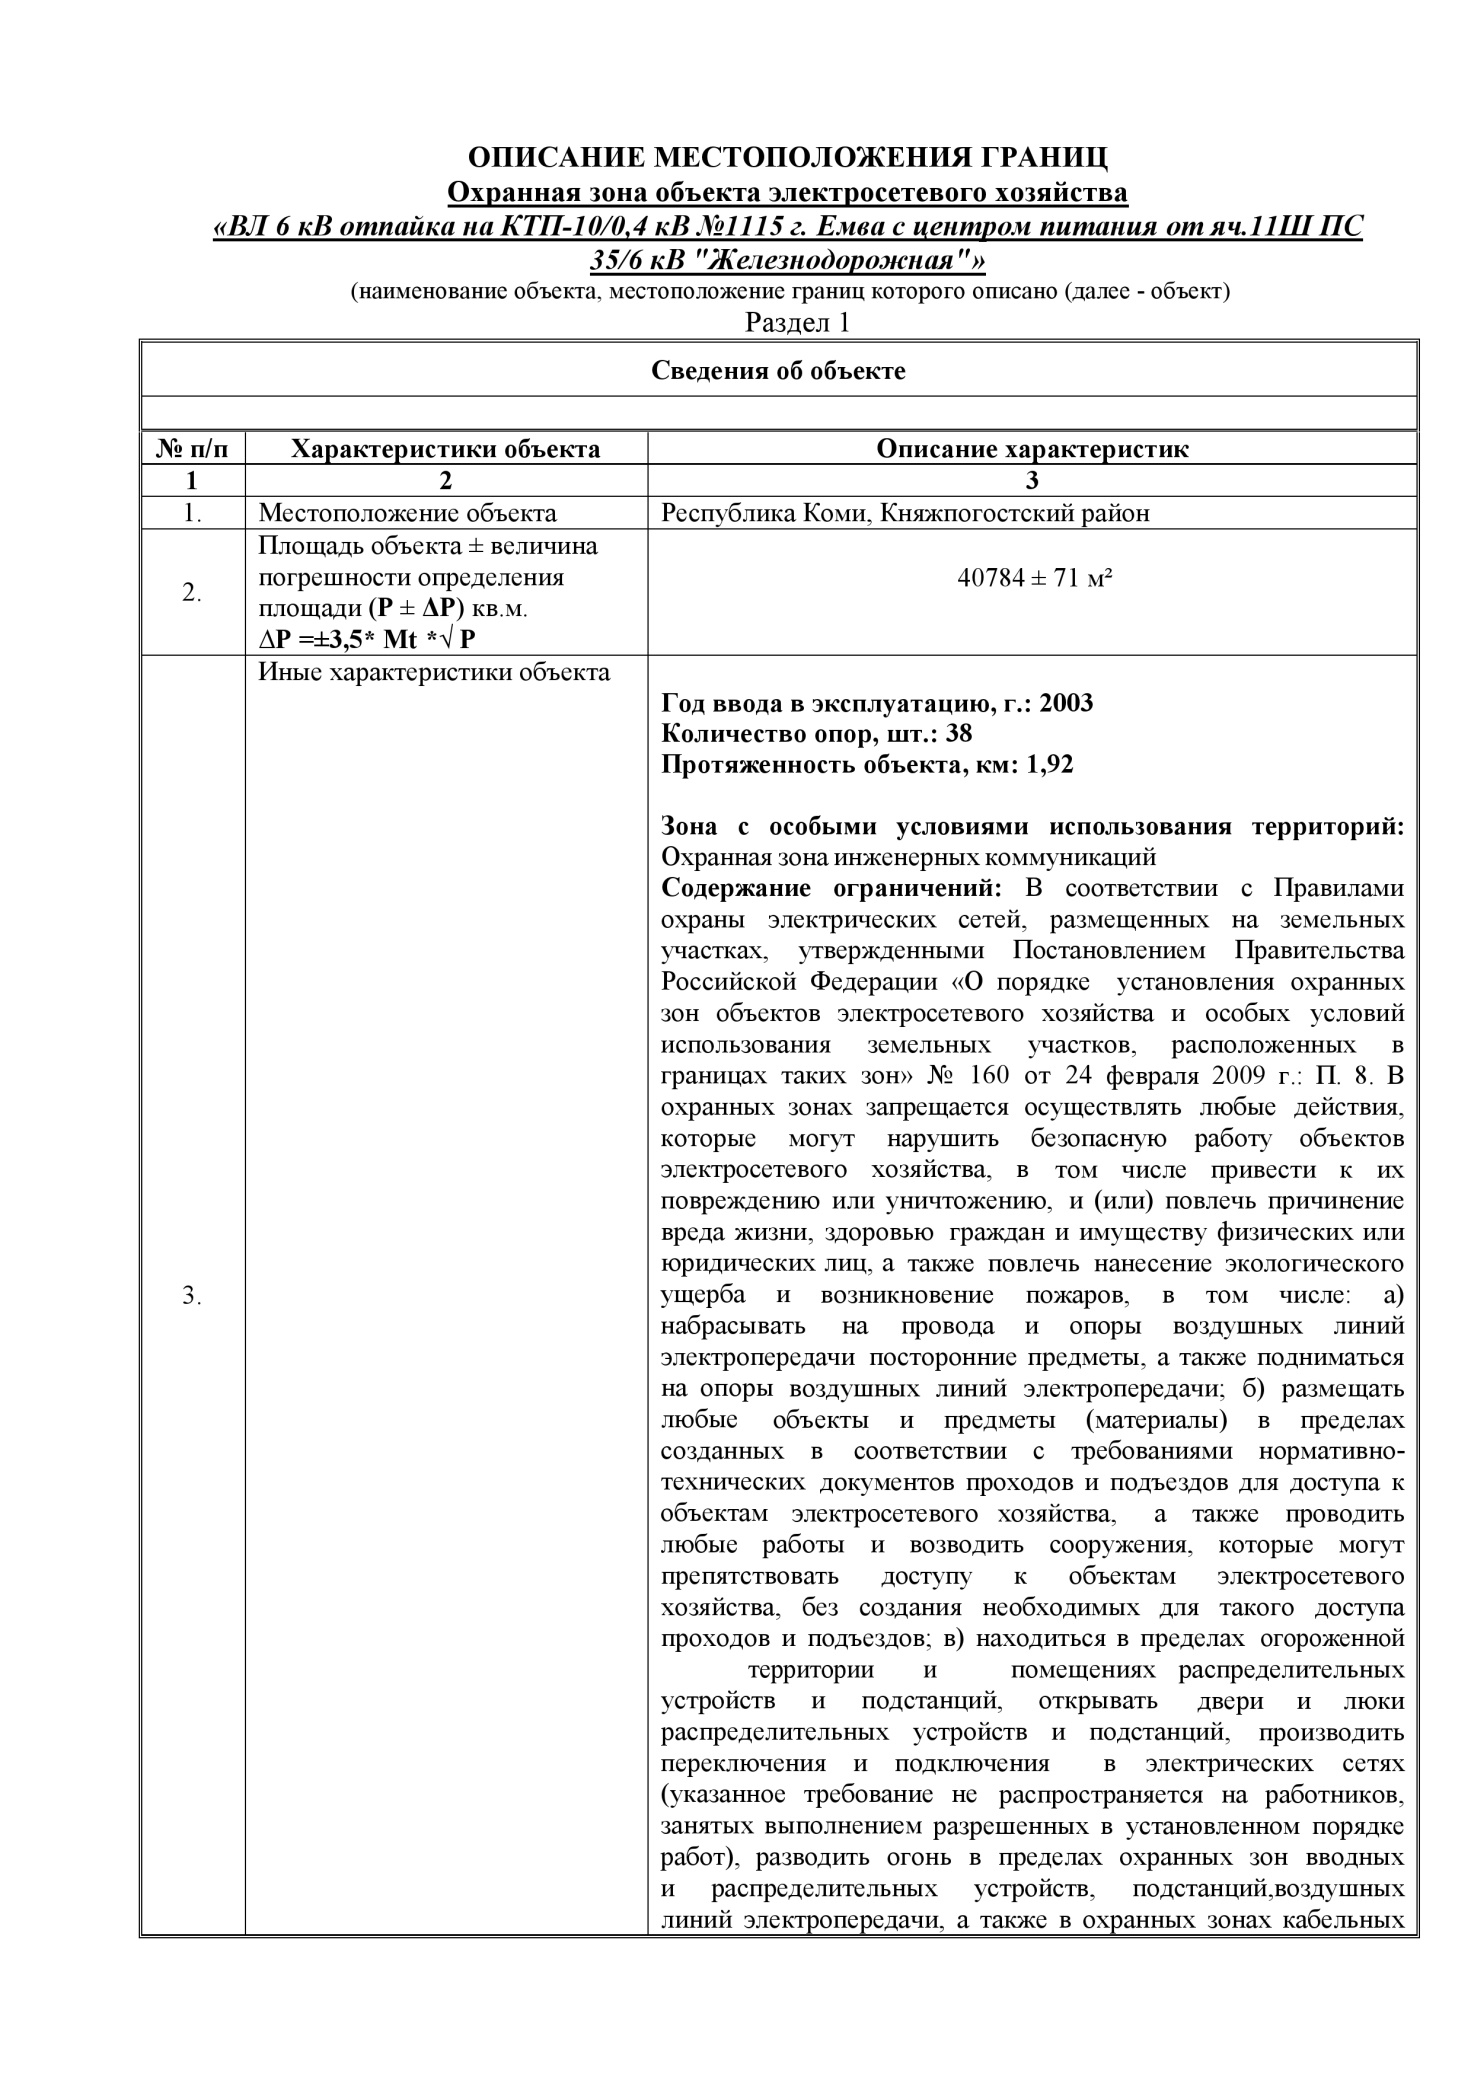 ОПИСАНИЕ МЕСТОПОЛОЖЕНИЯ ГРАНИЦ
Охранная зона объекта электросетевого хозяйства
«ВЛ 6 кВ отпайка на КТП-10/0,4 кВ №1115 г. Емва с центром питания от яч.11Ш ПС
35/6 кВ "Железнодорожная"»
(наименование объекта, местоположение границ которого описано (далее - объект)
Раздел 1
Сведения об объекте
№ п/п Характеристики объекта Описание характеристик
1 2 3
1. Местоположение объекта Республика Коми, Княжпогостский район
Площадь объекта ± величина
погрешности определения
площади (P ± ΔP) кв.м.
ΔP =±3,5* Mt *√ P
2.
40784 ± 71 м²
3.
Иные характеристики объекта
Год ввода в эксплуатацию, г.: 2003
Количество опор, шт.: 38
Протяженность объекта, км: 1,92
Зона с особыми условиями использования территорий:
Охранная зона инженерных коммуникаций
Содержание ограничений: В соответствии с Правилами
охраны электрических сетей, размещенных на земельных
участках, утвержденными Постановлением Правительства
Российской Федерации «О порядке установления охранных
зон объектов электросетевого хозяйства и особых условий
использования земельных участков, расположенных в
границах таких зон» № 160 от 24 февраля 2009 г.: П. 8. В
охранных зонах запрещается осуществлять любые действия,
которые могут нарушить безопасную работу объектов
электросетевого хозяйства, в том числе привести к их
повреждению или уничтожению, и (или) повлечь причинение
вреда жизни, здоровью граждан и имуществу физических или
юридических лиц, а также повлечь нанесение экологического
ущерба и возникновение пожаров, в том числе: а)
набрасывать на провода и опоры воздушных линий
электропередачи посторонние предметы, а также подниматься
на опоры воздушных линий электропередачи; б) размещать
любые объекты и предметы (материалы) в пределах
созданных в соответствии с требованиями нормативно-
технических документов проходов и подъездов для доступа к
объектам электросетевого хозяйства, а также проводить
любые работы и возводить сооружения, которые могут
препятствовать доступу к объектам электросетевого
хозяйства, без создания необходимых для такого доступа
проходов и подъездов; в) находиться в пределах огороженной
территории и помещениях распределительных
устройств и подстанций, открывать двери и люки
распределительных устройств и подстанций, производить
переключения и подключения в электрических сетях
(указанное требование не распространяется на работников,
занятых выполнением разрешенных в установленном порядке
работ), разводить огонь в пределах охранных зон вводных
и распределительных устройств, подстанций,воздушных
линий электропередачи, а также в охранных зонах кабельных